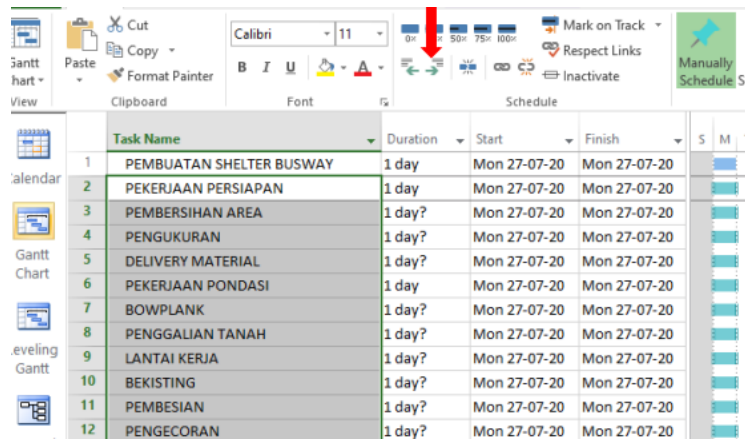 Cut
Copy
Format Painter
Paste
Calibri 11
B I U A
0× 50× 75× 100×
Mark on Track
Respect Links
Inactivate
Manually
Schedule
Clipboard Font Schedule
Task Name Duration Start Finish S M
1 PEMBUATAN SHELTER BUSWAY 1 day Mon 27-07-20 Mon 27-07-20
2 PEKERJAAN PERSIAPAN 1 day Mon 27-07-20 Mon 27-07-20
3 PEMBERSIHAN AREA 1 day? Mon 27-07-20 Mon 27-07-20
4 PENGUKURAN 1 day? Mon 27-07-20 Mon 27-07-20
5 DELIVERY MATERIAL 1 day? Mon 27-07-20 Mon 27-07-20
6 PEKERJAAN PONDASI 1 day Mon 27-07-20 Mon 27-07-20
7 BOWPLANK 1 day? Mon 27-07-20 Mon 27-07-20
8 PENGGALIAN TANAH 1 day? Mon 27-07-20 Mon 27-07-20
9 LANTAI KERJA 1 day? Mon 27-07-20 Mon 27-07-20
10 BEKISTING 1 day? Mon 27-07-20 Mon 27-07-20
11 PEMBESIAN 1 day? Mon 27-07-20 Mon 27-07-20
12 PENGECORAN 1 day? Mon 27-07-20 Mon 27-07-20
Gantt
Chart
Gantt